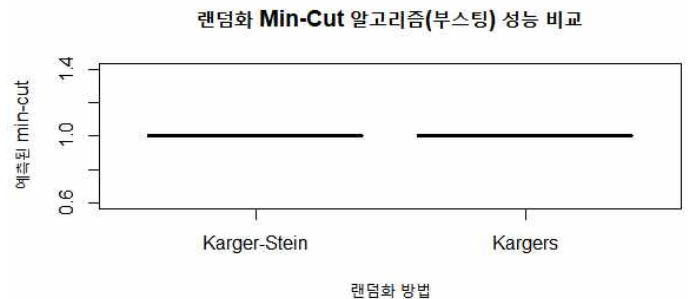 랜덤화 Min-Cut 알고리즘(부스팅) 성능 비교
예측된 min-cut
1.4
1.0
0.6
Karger-Stein
Kargers
랜덤화 방법